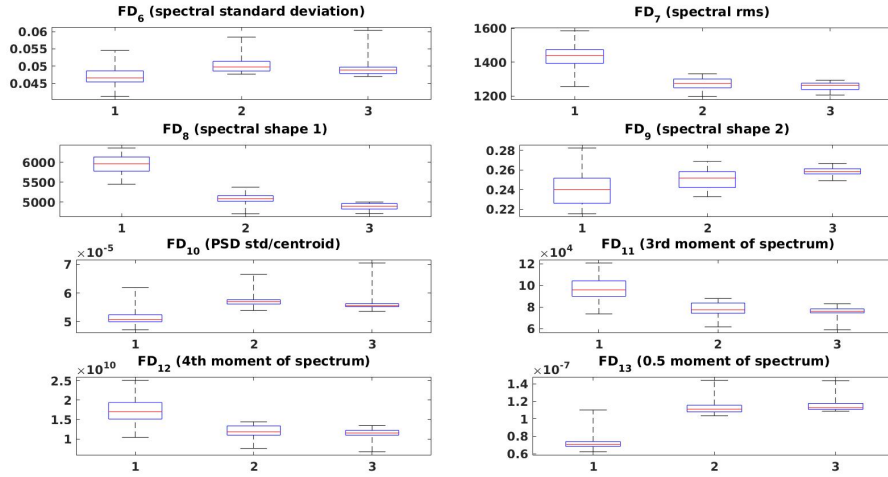 FD6 (spectral standard deviation)
0.06
0.055
0.05
0.045
1 2 3
FD7 (spectral rms)
1600
1400
1200
1 2 3
FD8 (spectral shape 1)
6000
5500
5000
1 2 3
FD9 (spectral shape 2)
0.28
0.26
0.24
0.22
1 2 3
×10-5
FD10 (PSD std/centroid)
7
6
5
1 2 3
×104
FD11 (3rd moment of spectrum)
12
10
8
6
1 2 3
×1010
FD12 (4th moment of spectrum)
2.5
2
1.5
1
1 2 3
×10-7
FD13 (0.5 moment of spectrum)
1.4
1.2
1
0.8
0.6
1 2 3